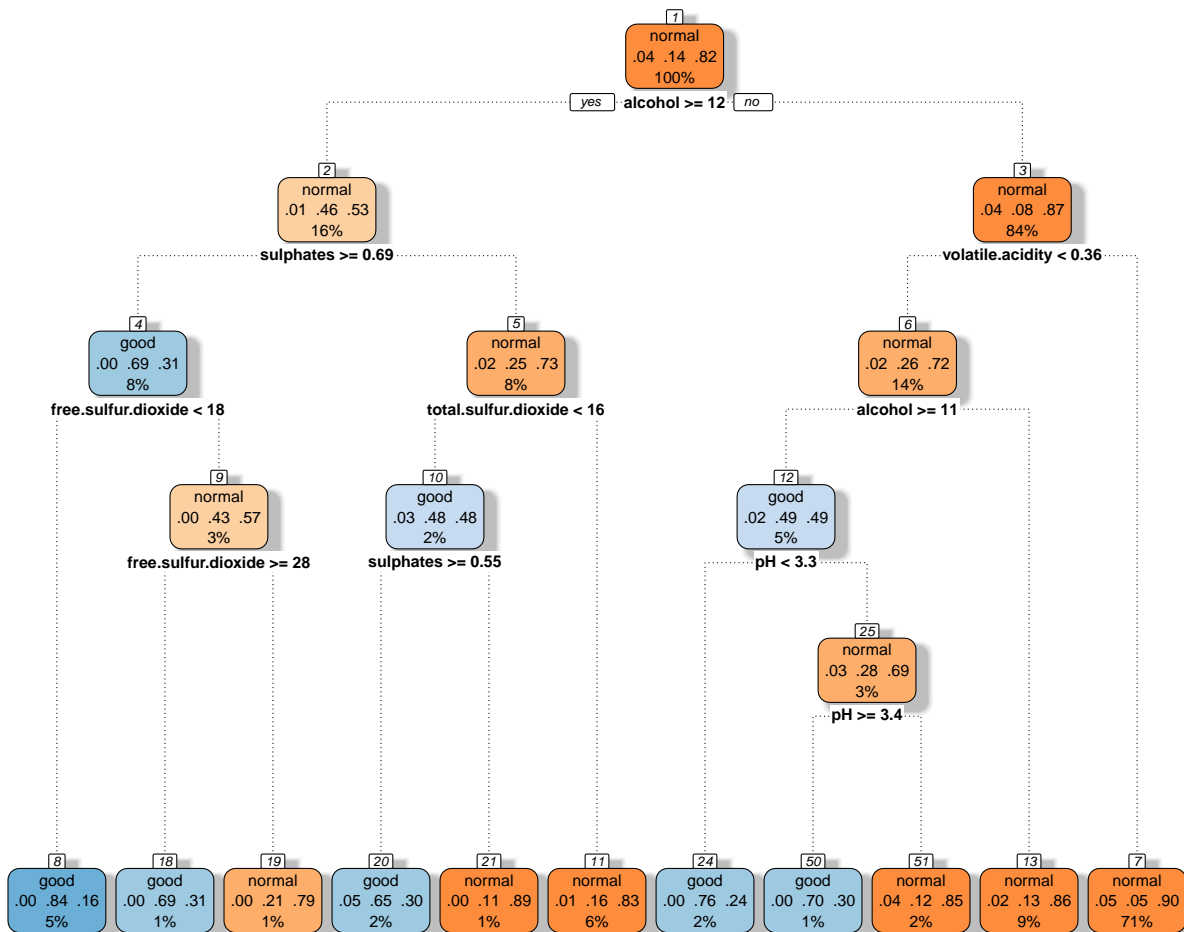 1
normal
.04 .14 .82
100%
yes alcohol >= 12 no
2
normal
.01 .46 .53
16%
sulphates >= 0.69
3
normal
.04 .08 .87
84%
volatile.acidity < 0.36
4
good
.00 .69 .31
8%
free.sulfur.dioxide < 18
5
normal
.02 .25 .73
8%
total.sulfur.dioxide < 16
6
normal
.02 .26 .72
14%
alcohol >= 11
9
normal
.00 .43 .57
3%
free.sulfur.dioxide >= 28
10
good
.03 .48 .48
2%
sulphates >= 0.55
12
good
.02 .49 .49
5%
pH < 3.3
25
normal
.03 .28 .69
3%
pH >= 3.4
8
good
.00 .84 .16
5%
18
good
.00 .69 .31
1%
19
normal
.00 .21 .79
1%
20
good
.05 .65 .30
2%
21
normal
.00 .11 .89
1%
11
normal
.01 .16 .83
6%
24
good
.00 .76 .24
2%
50
good
.00 .70 .30
1%
51
normal
.04 .12 .85
2%
13
normal
.02 .13 .86
9%
7
normal
.05 .05 .90
71%